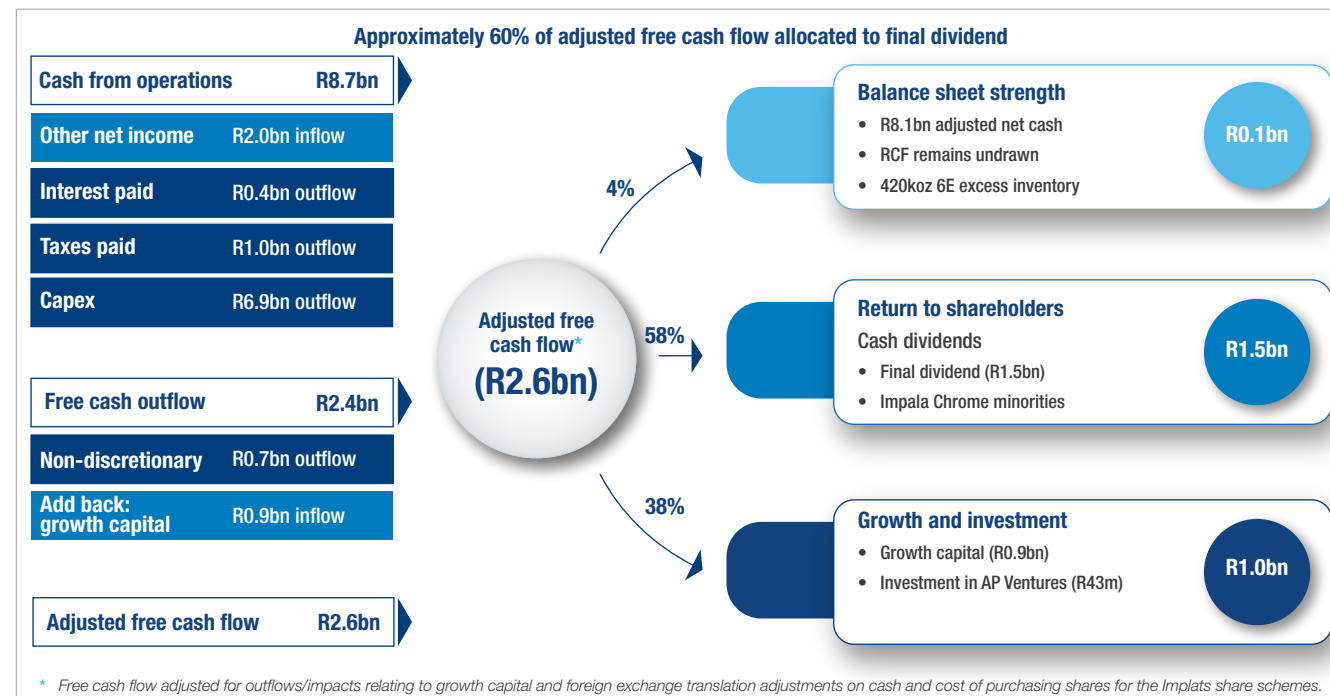 Approximately 60% of adjusted free cash flow allocated to final dividend
Cash from operations R8.7bn
Other net income R2.0bn inflow
Interest paid R0.4bn outflow
Taxes paid R1.0bn outflow
Capex R6.9bn outflow
Free cash outflow R2.4bn
Non-discretionary R0.7bn outflow
Add back:
growth capital R0.9bn inflow
Adjusted free cash flow R2.6bn
Adjusted free
cash flow*
(R2.6bn)
4%
58%
38%
Balance sheet strength
• R8.1bn adjusted net cash
• RCF remains undrawn
• 420koz 6E excess inventory
R0.1bn
Return to shareholders
Cash dividends
• Final dividend (R1.5bn)
• Impala Chrome minorities
R1.5bn
Growth and investment
• Growth capital (R0.9bn)
• Investment in AP Ventures (R43m)
R1.0bn
* Free cash flow adjusted for outflows/impacts relating to growth capital and foreign exchange translation adjustments on cash and cost of purchasing shares for the Implats share schemes.